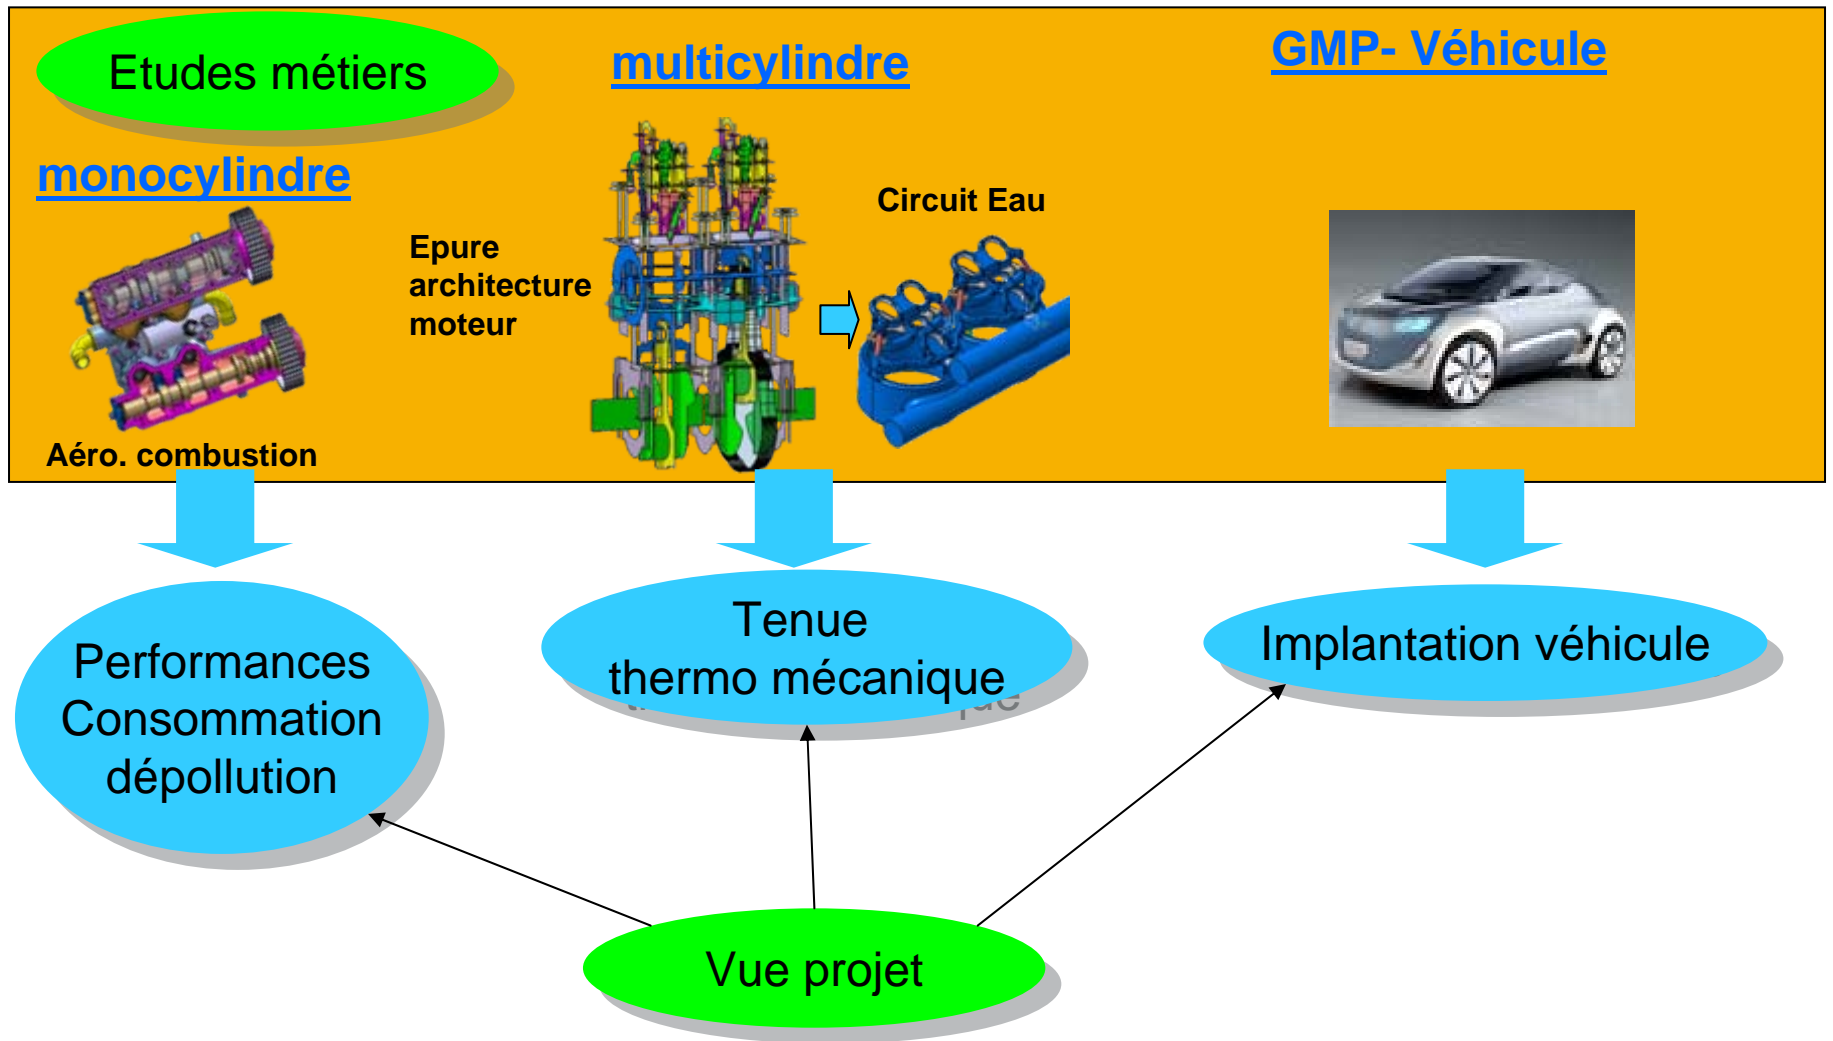 Etudes métiers
multicylindre
GMP- Véhicule
monocylindre
Circuit Eau
Epure
architecture
moteur
Aéro. combustion
Performances
Consommation
dépollution
Tenue
thermo mécanique
Implantation véhicule
Vue projet